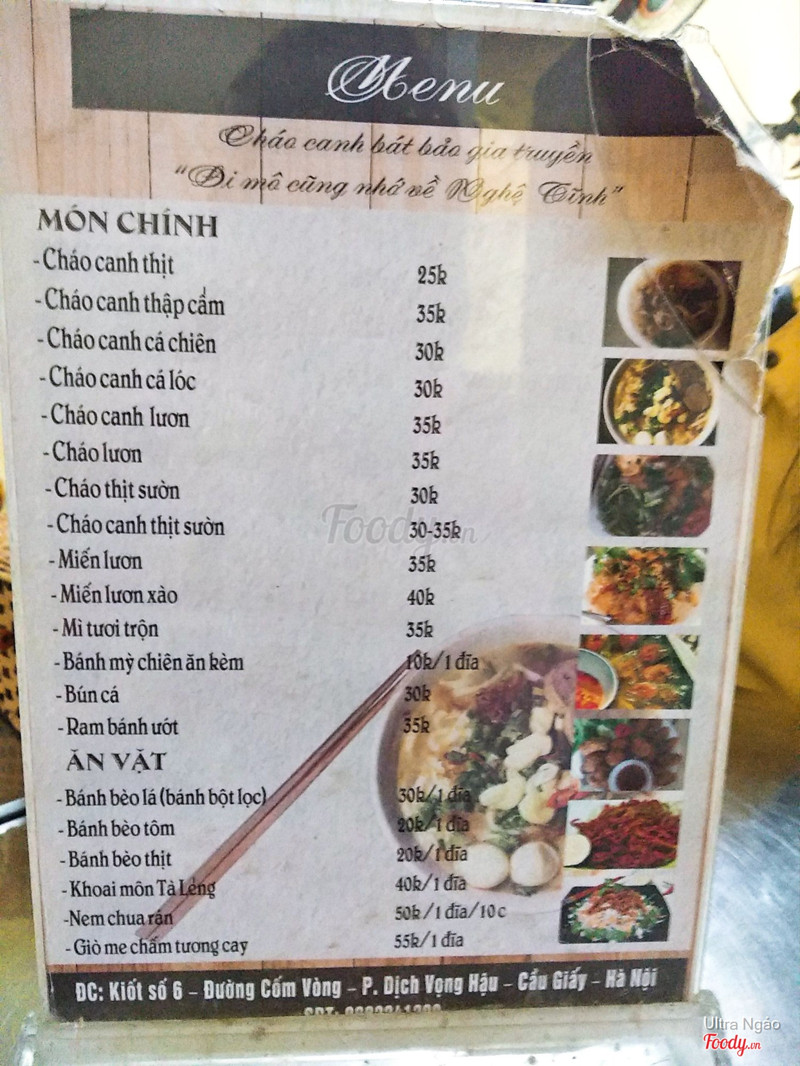 Menu
Cháo canh bát bảo gia truyền
"Đi mô cũng nhớ về Nghệ Tĩnh"
MÓN CHÍNH
- Cháo canh thịt 25k
- Cháo canh thập cẩm 35k
- Cháo canh cá chiên 30k
- Cháo canh cá lóc 30k
- Cháo canh lươn 35k
- Cháo lươn 35k
- Cháo thịt sườn 30k
- Cháo canh thịt sườn 30-35k
- Miến lươn 35k
- Miến lươn xào 40k
- Mì tươi trộn 35k
- Bánh mỳ chiên ăn kèm 10k/1 đĩa
- Bún cá 30k
- Ram bánh ướt 35k
ĂN VẶT
- Bánh bèo lá (bánh bột lọc) 30k/1 đĩa
- Bánh bèo tôm 20k/1 đĩa
- Bánh bèo thịt 20k/1 đĩa
- Khoai môn Tà Lẻng 40k/1 đĩa
- Nem chua rán 50k/1 đĩa/10 c
- Giò me chấm tương cay 55k/1 đĩa
ĐC: Kiôt số 6 – Đường Cốm Vòng – P. Dịch Vọng Hậu – Cầu Giấy – Hà Nội
Foody.vn
Ultra Ngáo
Foody.vn